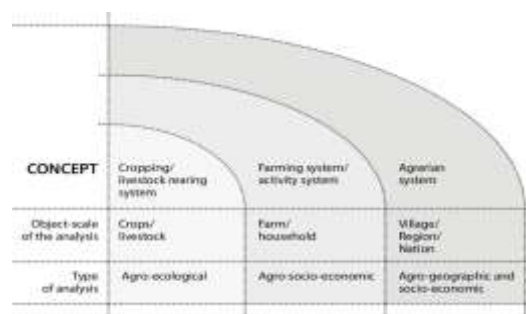 CONCEPT
Cropping/
livestock rearing
system
Farming system/
activity system
Agrarian
system
Object-scale
of the analysis
Crops/
livestock
Farm/
household
Village/
Region/
Nation
Type
of analysis
Agro-ecological
Agro-socio-economic
Agro-geographic and
socio-economic